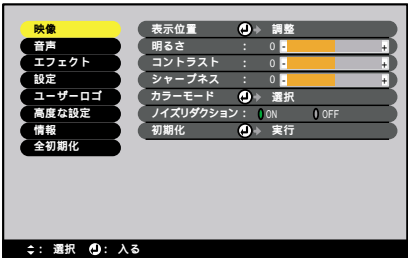 映像
音声
エフェクト
設定
ユーザーロゴ
高度な設定
情報
全初期化
表示位置 調整
明るさ : 0 - +
コントラスト : 0 - +
シャープネス : 0 - +
カラーモード 選択
ノイズリダクション : ON OFF
初期化 実行
: 選択 : 入る